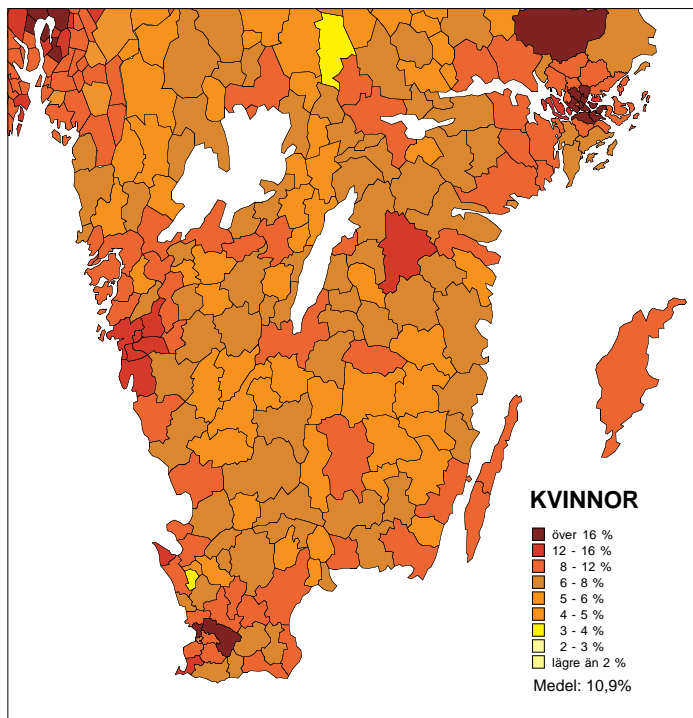 KVINNOR
över 16 %
12 - 16 %
8 - 12 %
6 - 8 %
5 - 6 %
4 - 5 %
3 - 4 %
2 - 3 %
lägre än 2 %
Medel: 10,9%